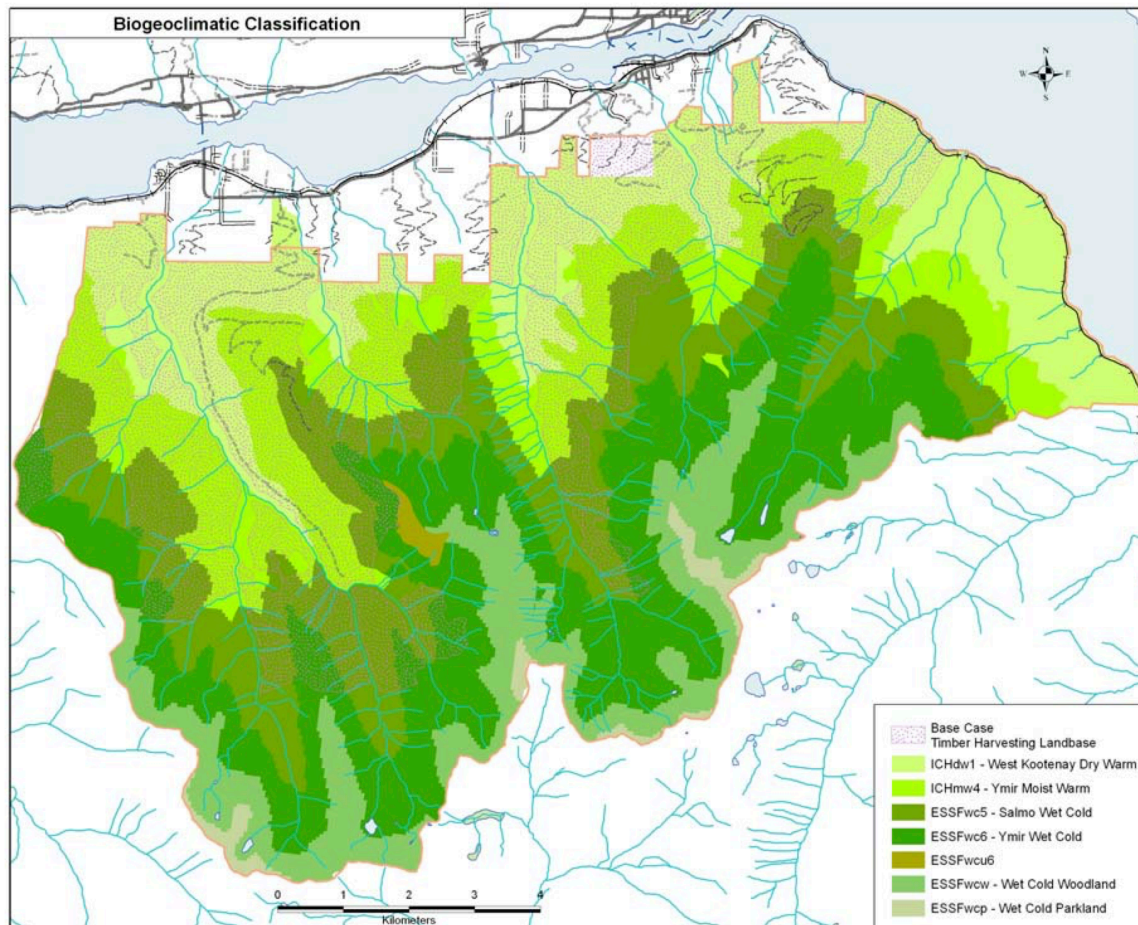 Biogeoclimatic Classification
N
W E
S
Base Case
Timber Harvesting Landbase
ICHdw1 - West Kootenay Dry Warm
ICHmw4 - Ymir Moist Warm
ESSFwc5 - Salmo Wet Cold
ESSFwc6 - Ymir Wet Cold
ESSFwcu6
ESSFwcw - Wet Cold Woodland
ESSFwcp - Wet Cold Parkland
0 1 2 3 4
Kilometers